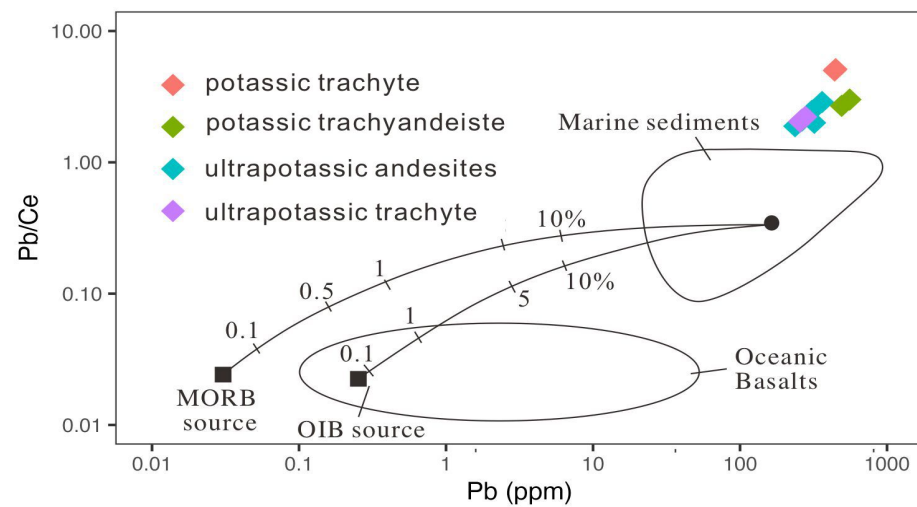 10.00
1.00
0.10
0.01
Pb/Ce
potassic trachyte
potassic trachyandeiste
ultrapotassic andesites
ultrapotassic trachyte
Marine sediments
10%
1
0.5
0.1
10%
5
1
0.1
MORB
source
OIB source
Oceanic
Basalts
0.01
0.1
1
10
100
1000
Pb (ppm)